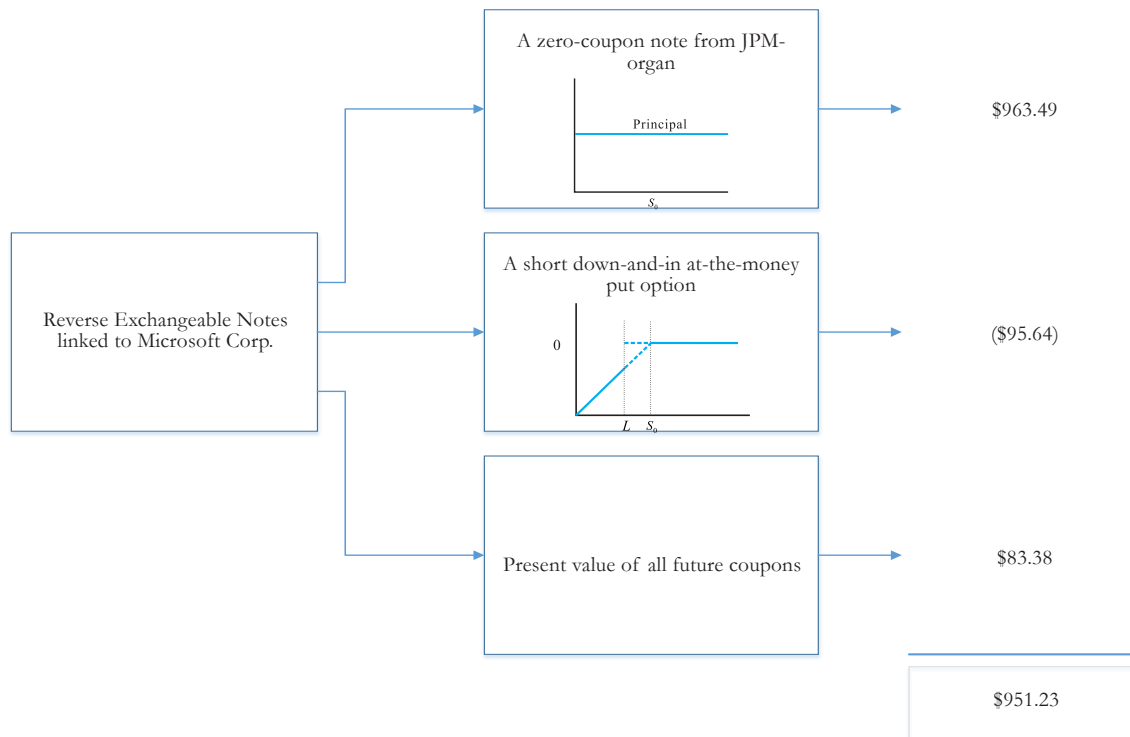 A zero-coupon note from JPM-
organ
Principal
S₀
$963.49
Reverse Exchangeable Notes
linked to Microsoft Corp.
A short down-and-in at-the-money
put option
0
L S₀
($95.64)
Present value of all future coupons
$83.38
$951.23